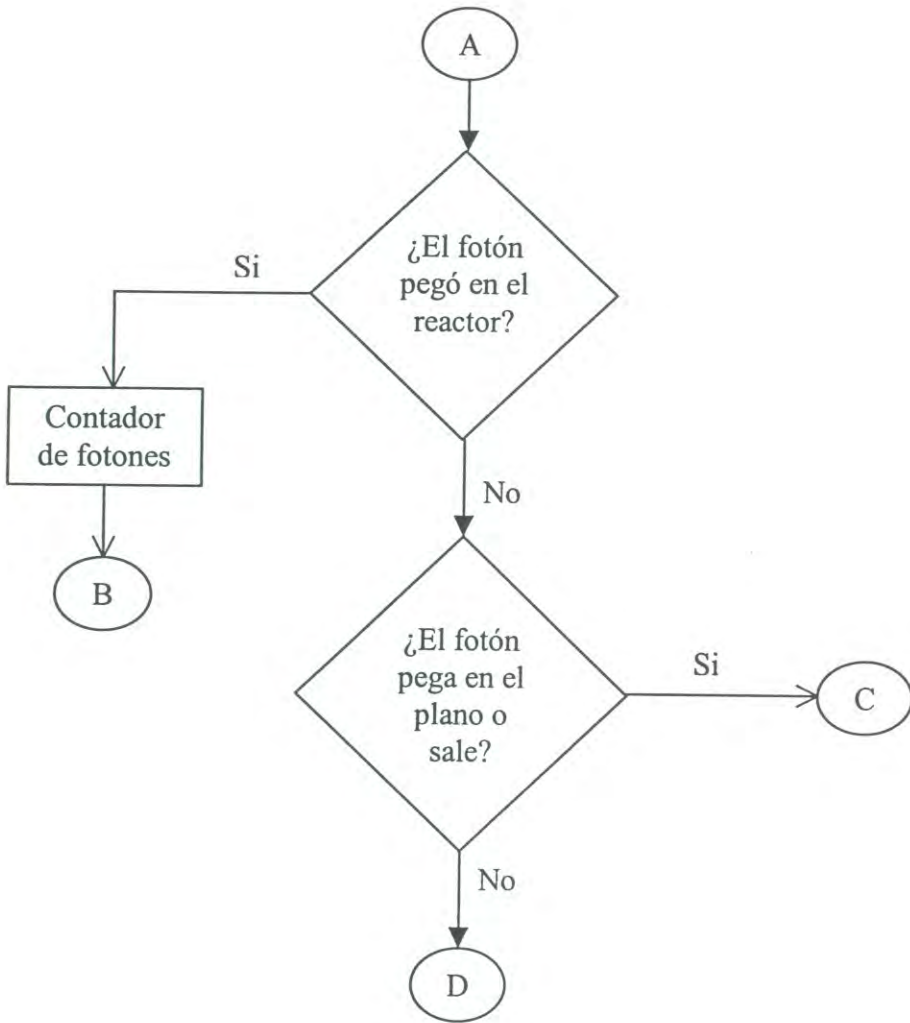 A
¿El fotón
pegó en el
reactor?
Si
Contador
de fotones
No
B
¿El fotón
pega en el
plano o
sale?
Si
C
No
D